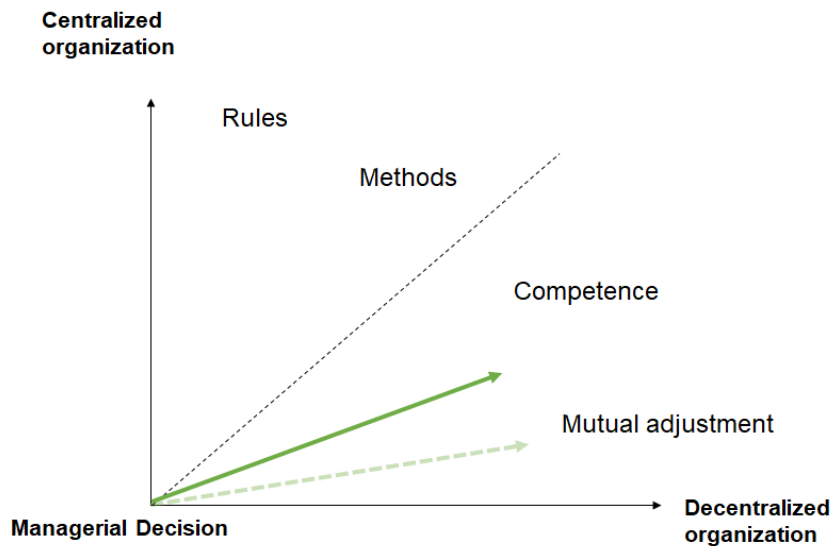 Centralized
organization
Rules
Methods
Competence
Mutual adjustment
Managerial Decision
Decentralized
organization